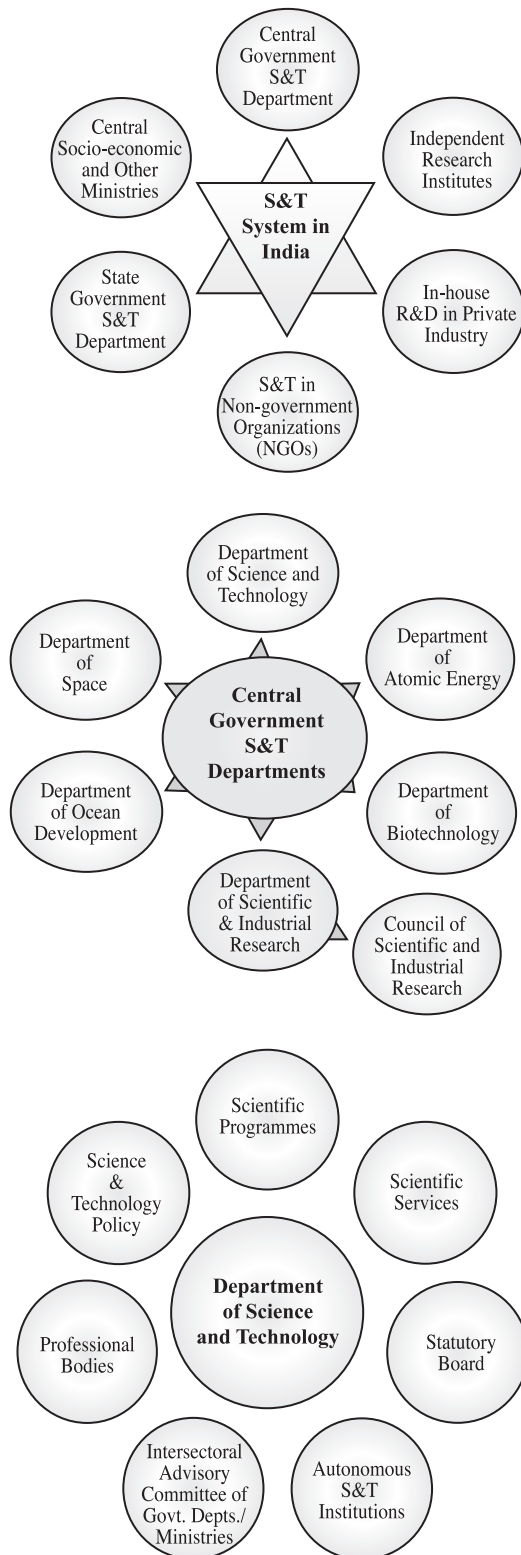 Central
Government
S&T
Department
Central
Socio-economic
and Other
Ministries
Independent
Research
Institutes
S&T
System in
India
State
Government
S&T
Department
In-house
R&D in Private
Industry
S&T in
Non-government
Organizations
(NGOs)
Department
of Science and
Technology
Department
of
Space
Department
of
Atomic Energy
Central
Government
S&T
Departments
Department
of Ocean
Development
Department
of
Biotechnology
Department
of Scientific
& Industrial
Research
Council of
Scientific and
Industrial
Research
Scientific
Programmes
Science
&
Technology
Policy
Scientific
Services
Department
of Science
and Technology
Professional
Bodies
Statutory
Board
Intersectoral
Advisory
Committee of
Govt. Depts./
Ministries
Autonomous
S&T
Institutions